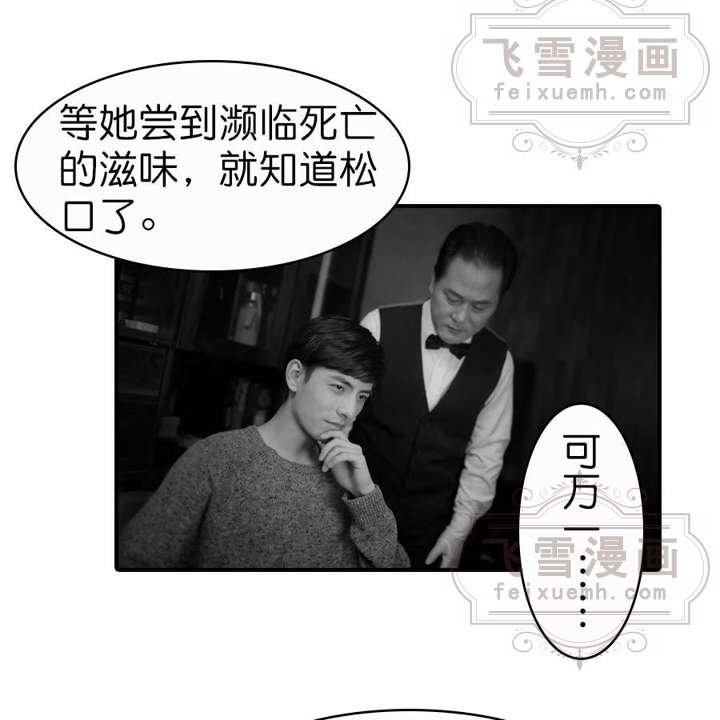 飞雪漫画
feixuemh.com
等她尝到濒临死亡
的滋味，就知道松
口了。
可万一……
飞雪漫画
feixuemh.com